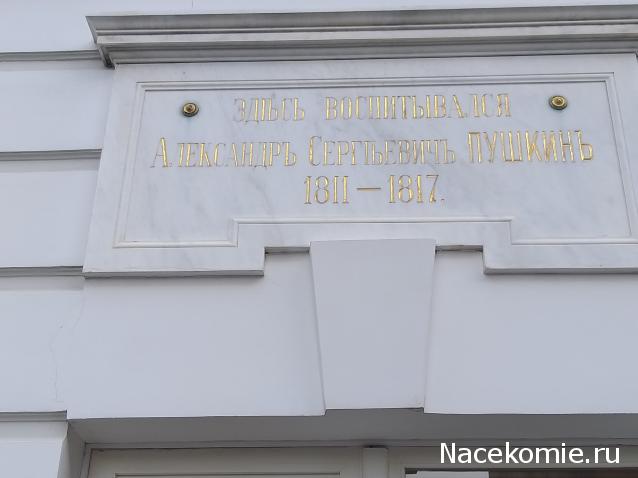 ЗДѢСЬ ВОСПИТЫВАЛСЯ
АЛЕКСАНДРЪ СЕРГѢЕВИЧЪ ПУШКИНЪ
1811 — 1817.
Nacekomie.ru